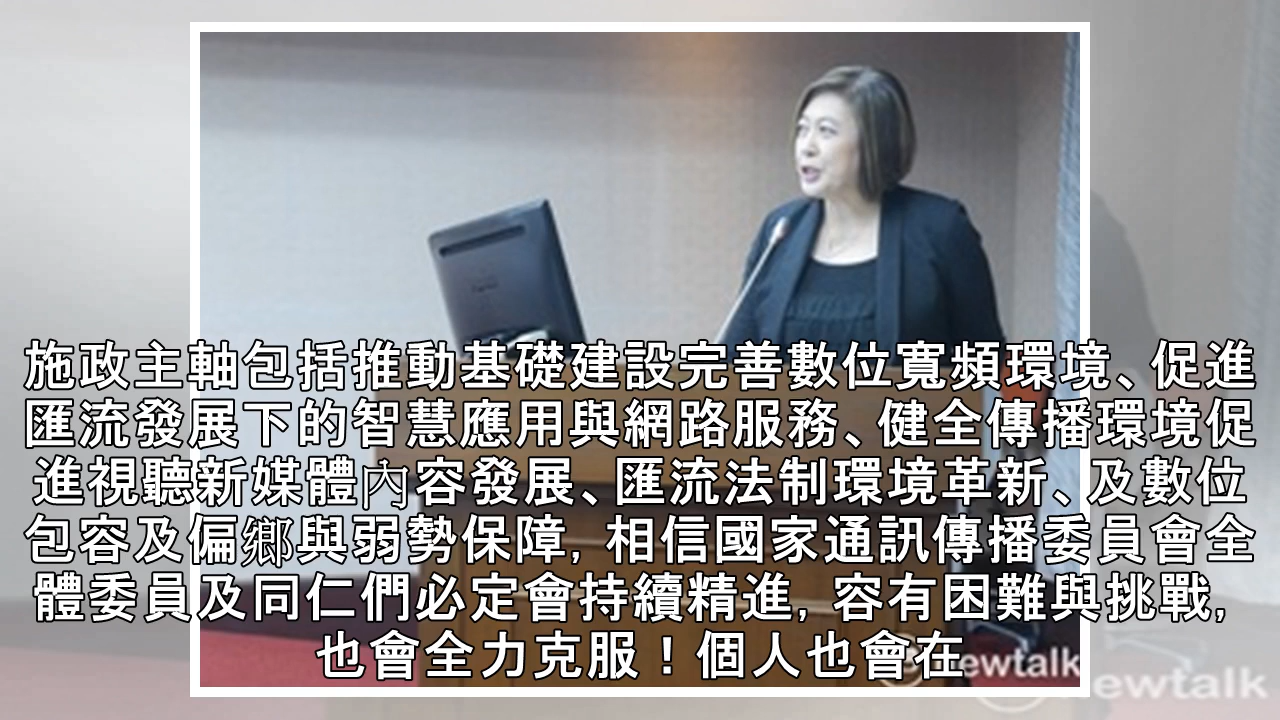 施政主軸包括推動基礎建設完善數位寬頻環境、促進
匯流發展下的智慧應用與網路服務、健全傳播環境促
進視聽新媒體內容發展、匯流法制環境革新、及數位
包容及偏鄉與弱勢保障, 相信國家通訊傳播委員會全
體委員及同仁們必定會持續精進, 容有困難與挑戰,
也會全力克服！個人也會在
ewtalk
ewtalk